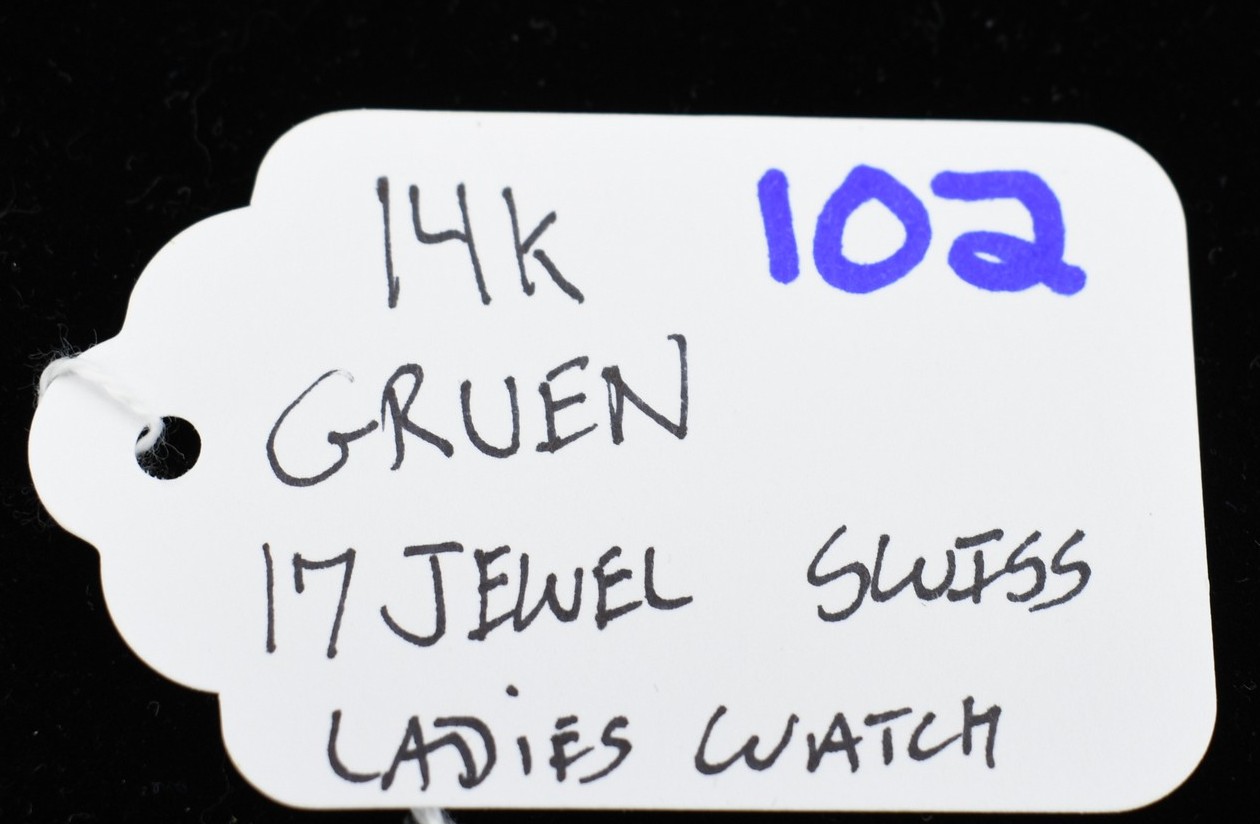 14K 102
GRUEN
17 JEWEL SWISS
LADiES WATCH